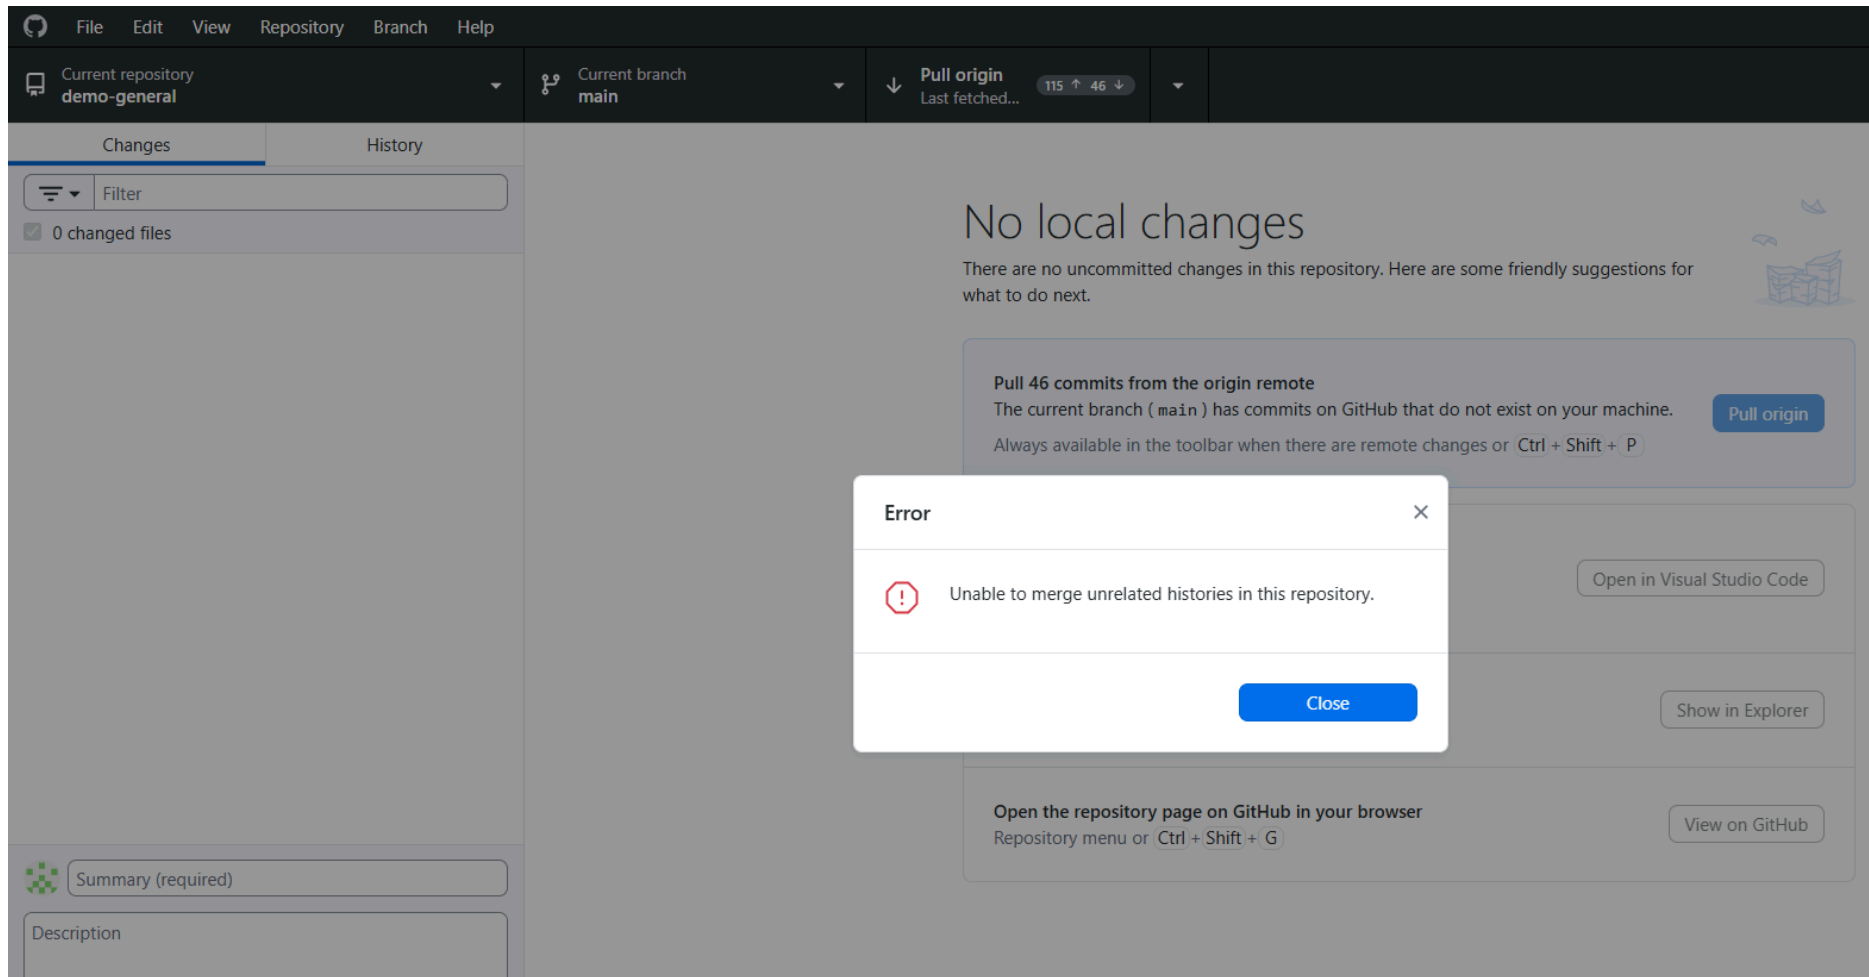 File Edit View Repository Branch Help
Current repository
demo-general
Current branch
main
Pull origin
Last fetched...
115 ↑ 46 ↓
Changes
History
Filter
0 changed files
No local changes
There are no uncommitted changes in this repository. Here are some friendly suggestions for
what to do next.
Pull 46 commits from the origin remote
The current branch ( main ) has commits on GitHub that do not exist on your machine.
Always available in the toolbar when there are remote changes or Ctrl + Shift + P
Pull origin
Error
Unable to merge unrelated histories in this repository.
Close
Open in Visual Studio Code
Show in Explorer
Open the repository page on GitHub in your browser
Repository menu or Ctrl + Shift + G
View on GitHub
Summary (required)
Description